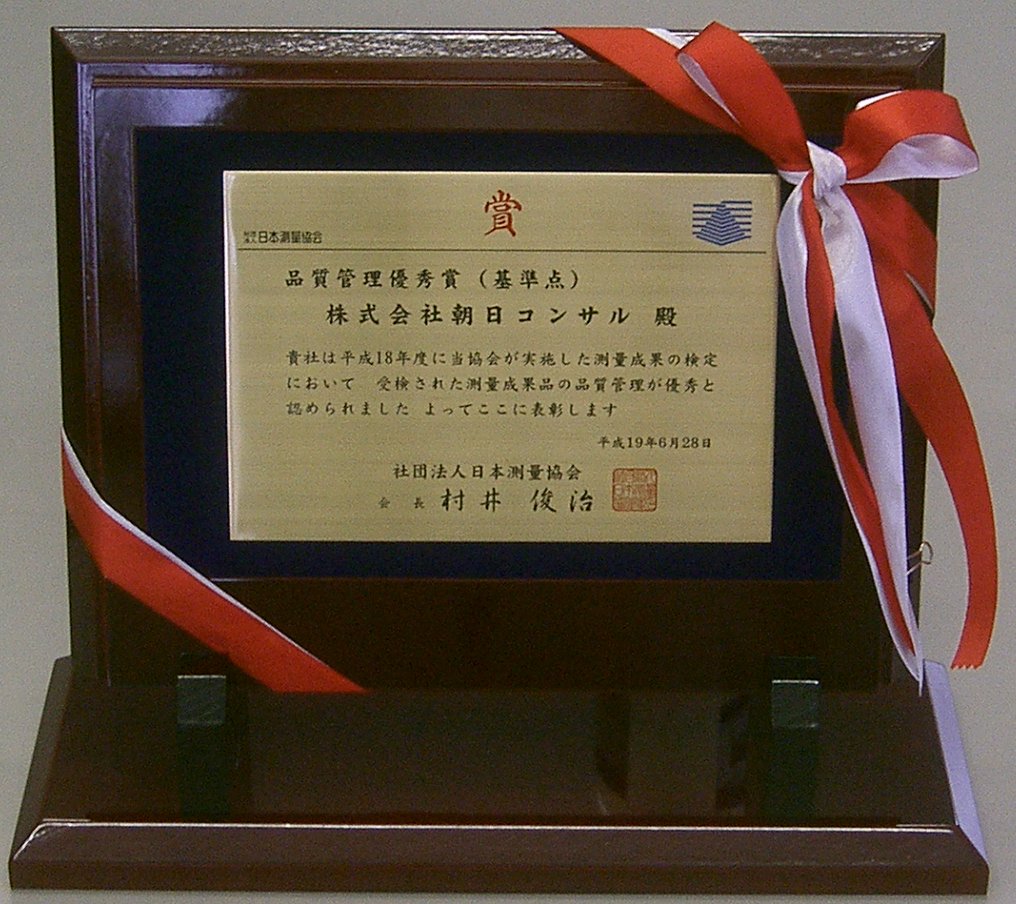 賞
日本測量協会
品質管理優秀賞（基準点）
株式会社朝日コンサル 殿
貴社は平成18年度に当協会が実施した測量成果の検定
において 受検された測量成果品の品質管理が優秀と
認められました よってここに表彰します
平成19年6月28日
社団法人日本測量協会
会長 村井 俊治